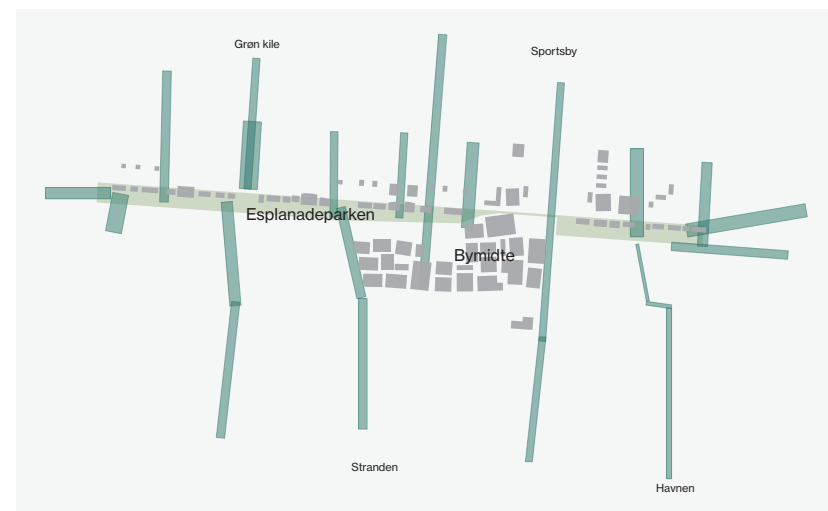 Grøn kile
Sportsby
Esplanadeparken
Bymidte
Stranden
Havnen